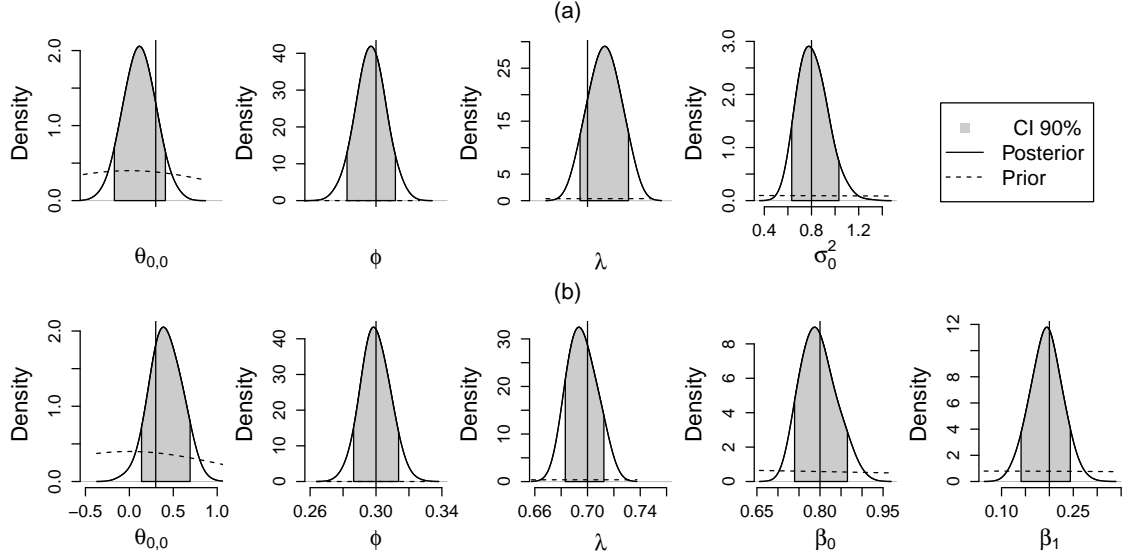 (a)
Density
0.0 1.0 2.0
θ0,0
Density
0 10 20 30 40
ϕ
Density
0 5 15 25
λ
Density
0.0 1.0 2.0 3.0
0.4 0.8 1.2
σ₀²
CI 90%
Posterior
Prior
(b)
Density
0.0 1.0 2.0
−0.5 0.0 0.5 1.0
θ0,0
Density
0 10 20 30 40
0.26 0.30 0.34
ϕ
Density
0 10 20 30
0.66 0.70 0.74
λ
Density
0 2 4 6 8
0.65 0.80 0.95
β₀
Density
0 2 4 6 8 12
0.10 0.25
β₁